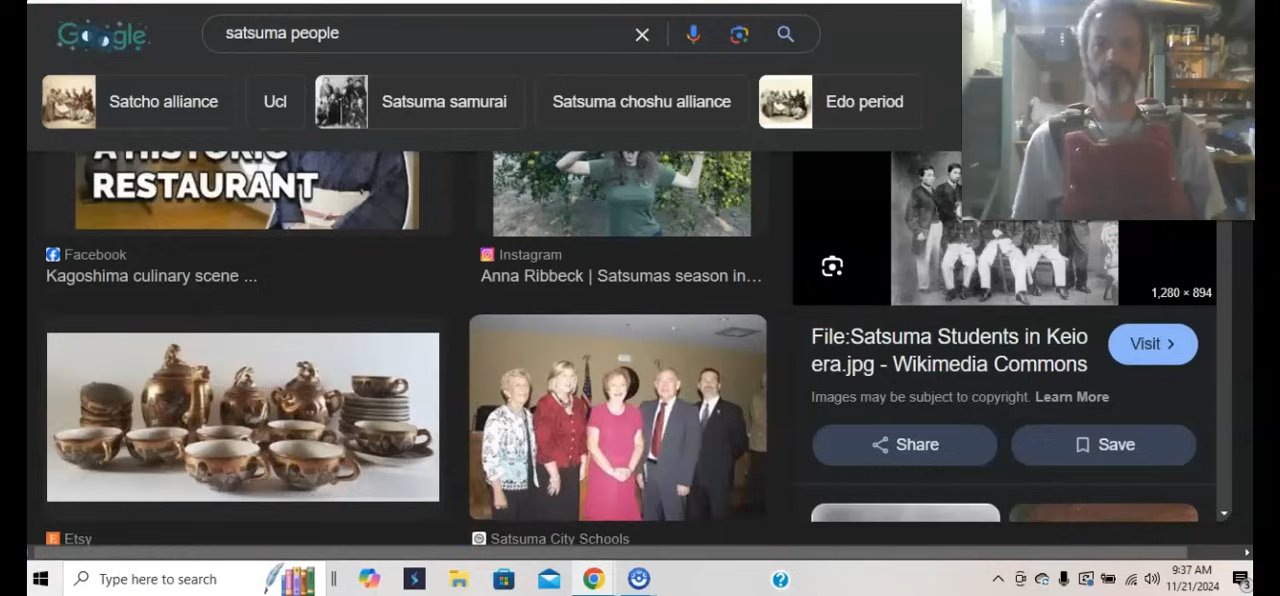 Google
satsuma people
Satcho alliance
Ucl
Satsuma samurai
Satsuma choshu alliance
Edo period
A HISTORIC
RESTAURANT
Facebook
Kagoshima culinary scene ...
Instagram
Anna Ribbeck | Satsumas season in...
1,280 × 894
File:Satsuma Students in Keio
era.jpg - Wikimedia Commons
Visit >
Images may be subject to copyright. Learn More
Share
Save
Etsy
Satsuma City Schools
Type here to search
9:37 AM
11/21/2024
3